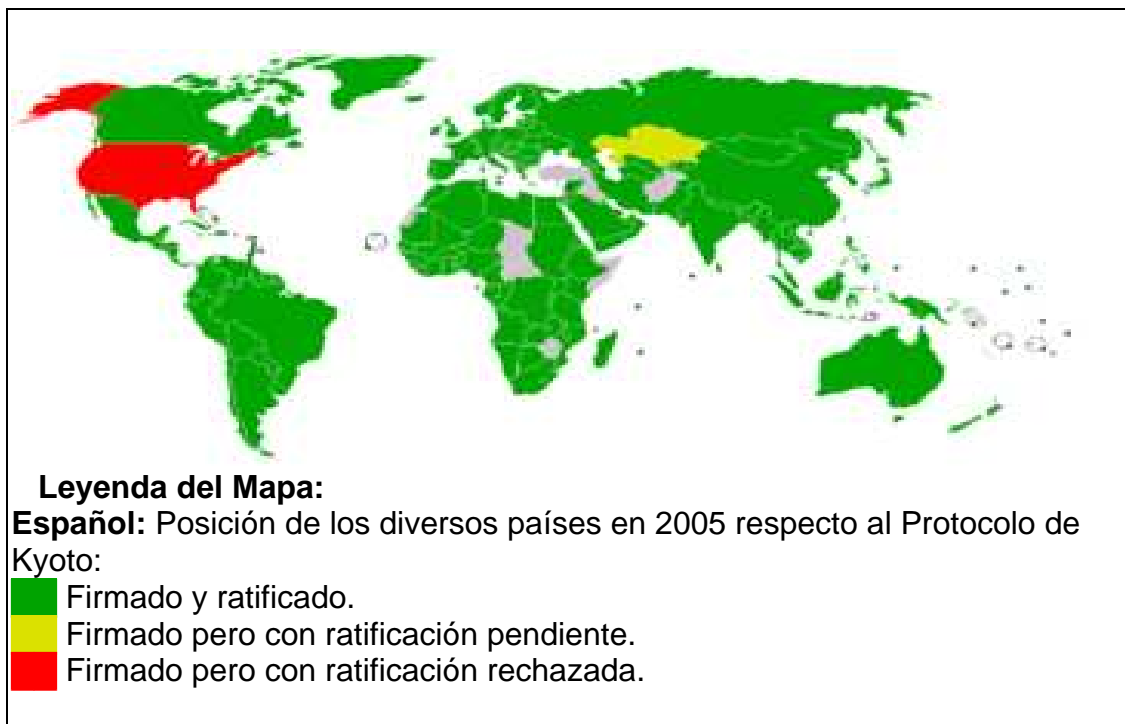 Leyenda del Mapa:
Español: Posición de los diversos países en 2005 respecto al Protocolo de
Kyoto:
Firmado y ratificado.
Firmado pero con ratificación pendiente.
Firmado pero con ratificación rechazada.